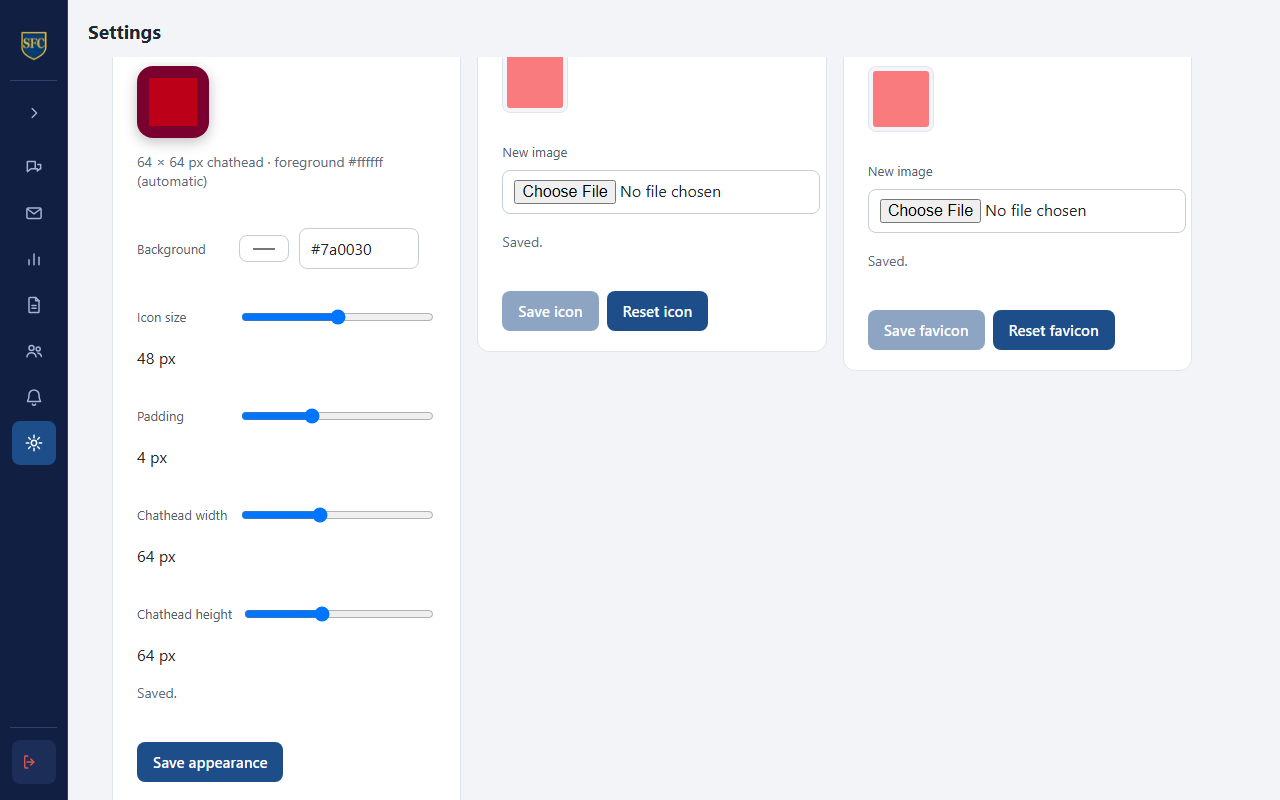 SFC
Settings
64 × 64 px chathead · foreground #ffffff
(automatic)
Background
#7a0030
Icon size
48 px
Padding
4 px
Chathead width
64 px
Chathead height
64 px
Saved.
Save appearance
New image
Choose File No file chosen
Saved.
Save icon
Reset icon
New image
Choose File No file chosen
Saved.
Save favicon
Reset favicon